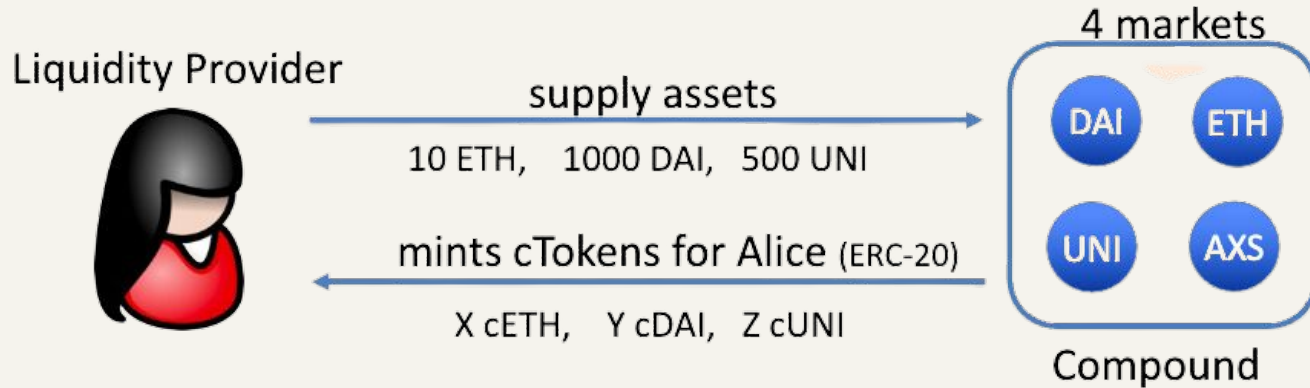 4 markets
Liquidity Provider
supply assets
DAI ETH
10 ETH, 1000 DAI, 500 UNI
mints cTokens for Alice (ERC-20)
UNI AXS
X cETH, Y cDAI, Z cUNI
Compound